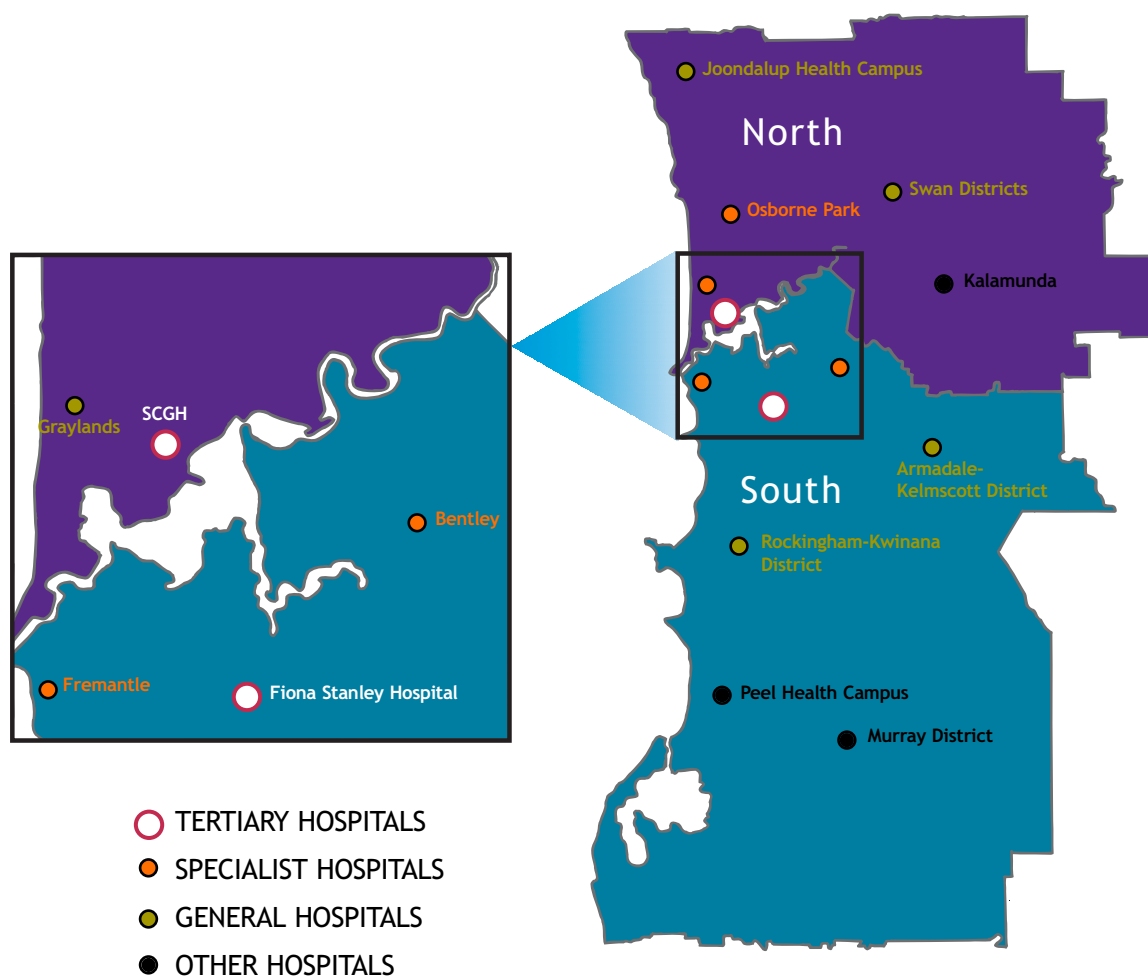 Joondalup Health Campus
North
Swan Districts
Osborne Park
Kalamunda
SCGH
Graylands
Bentley
Fremantle
Fiona Stanley Hospital
Armadale-
Kelmscott District
South
Rockingham-Kwinana
District
Peel Health Campus
Murray District
TERTIARY HOSPITALS
SPECIALIST HOSPITALS
GENERAL HOSPITALS
OTHER HOSPITALS